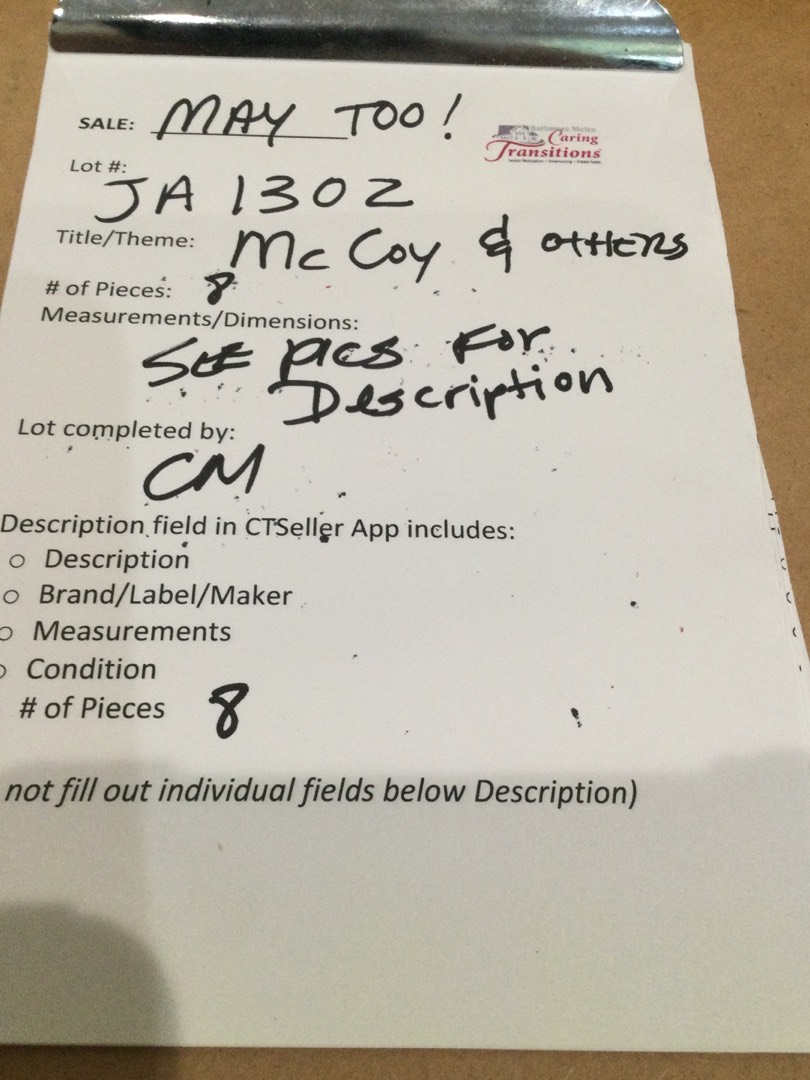 SALE: MAY TOO!
Baltimore Metro
Caring
Transitions
Lot #:
JA 1302
Title/Theme: McCoy & OTHERS
# of Pieces: 8
Measurements/Dimensions:
SEE PICS FOR
Description
Lot completed by:
CM
Description field in CTSeller App includes:
o Description
o Brand/Label/Maker
o Measurements
o Condition
# of Pieces 8
not fill out individual fields below Description)